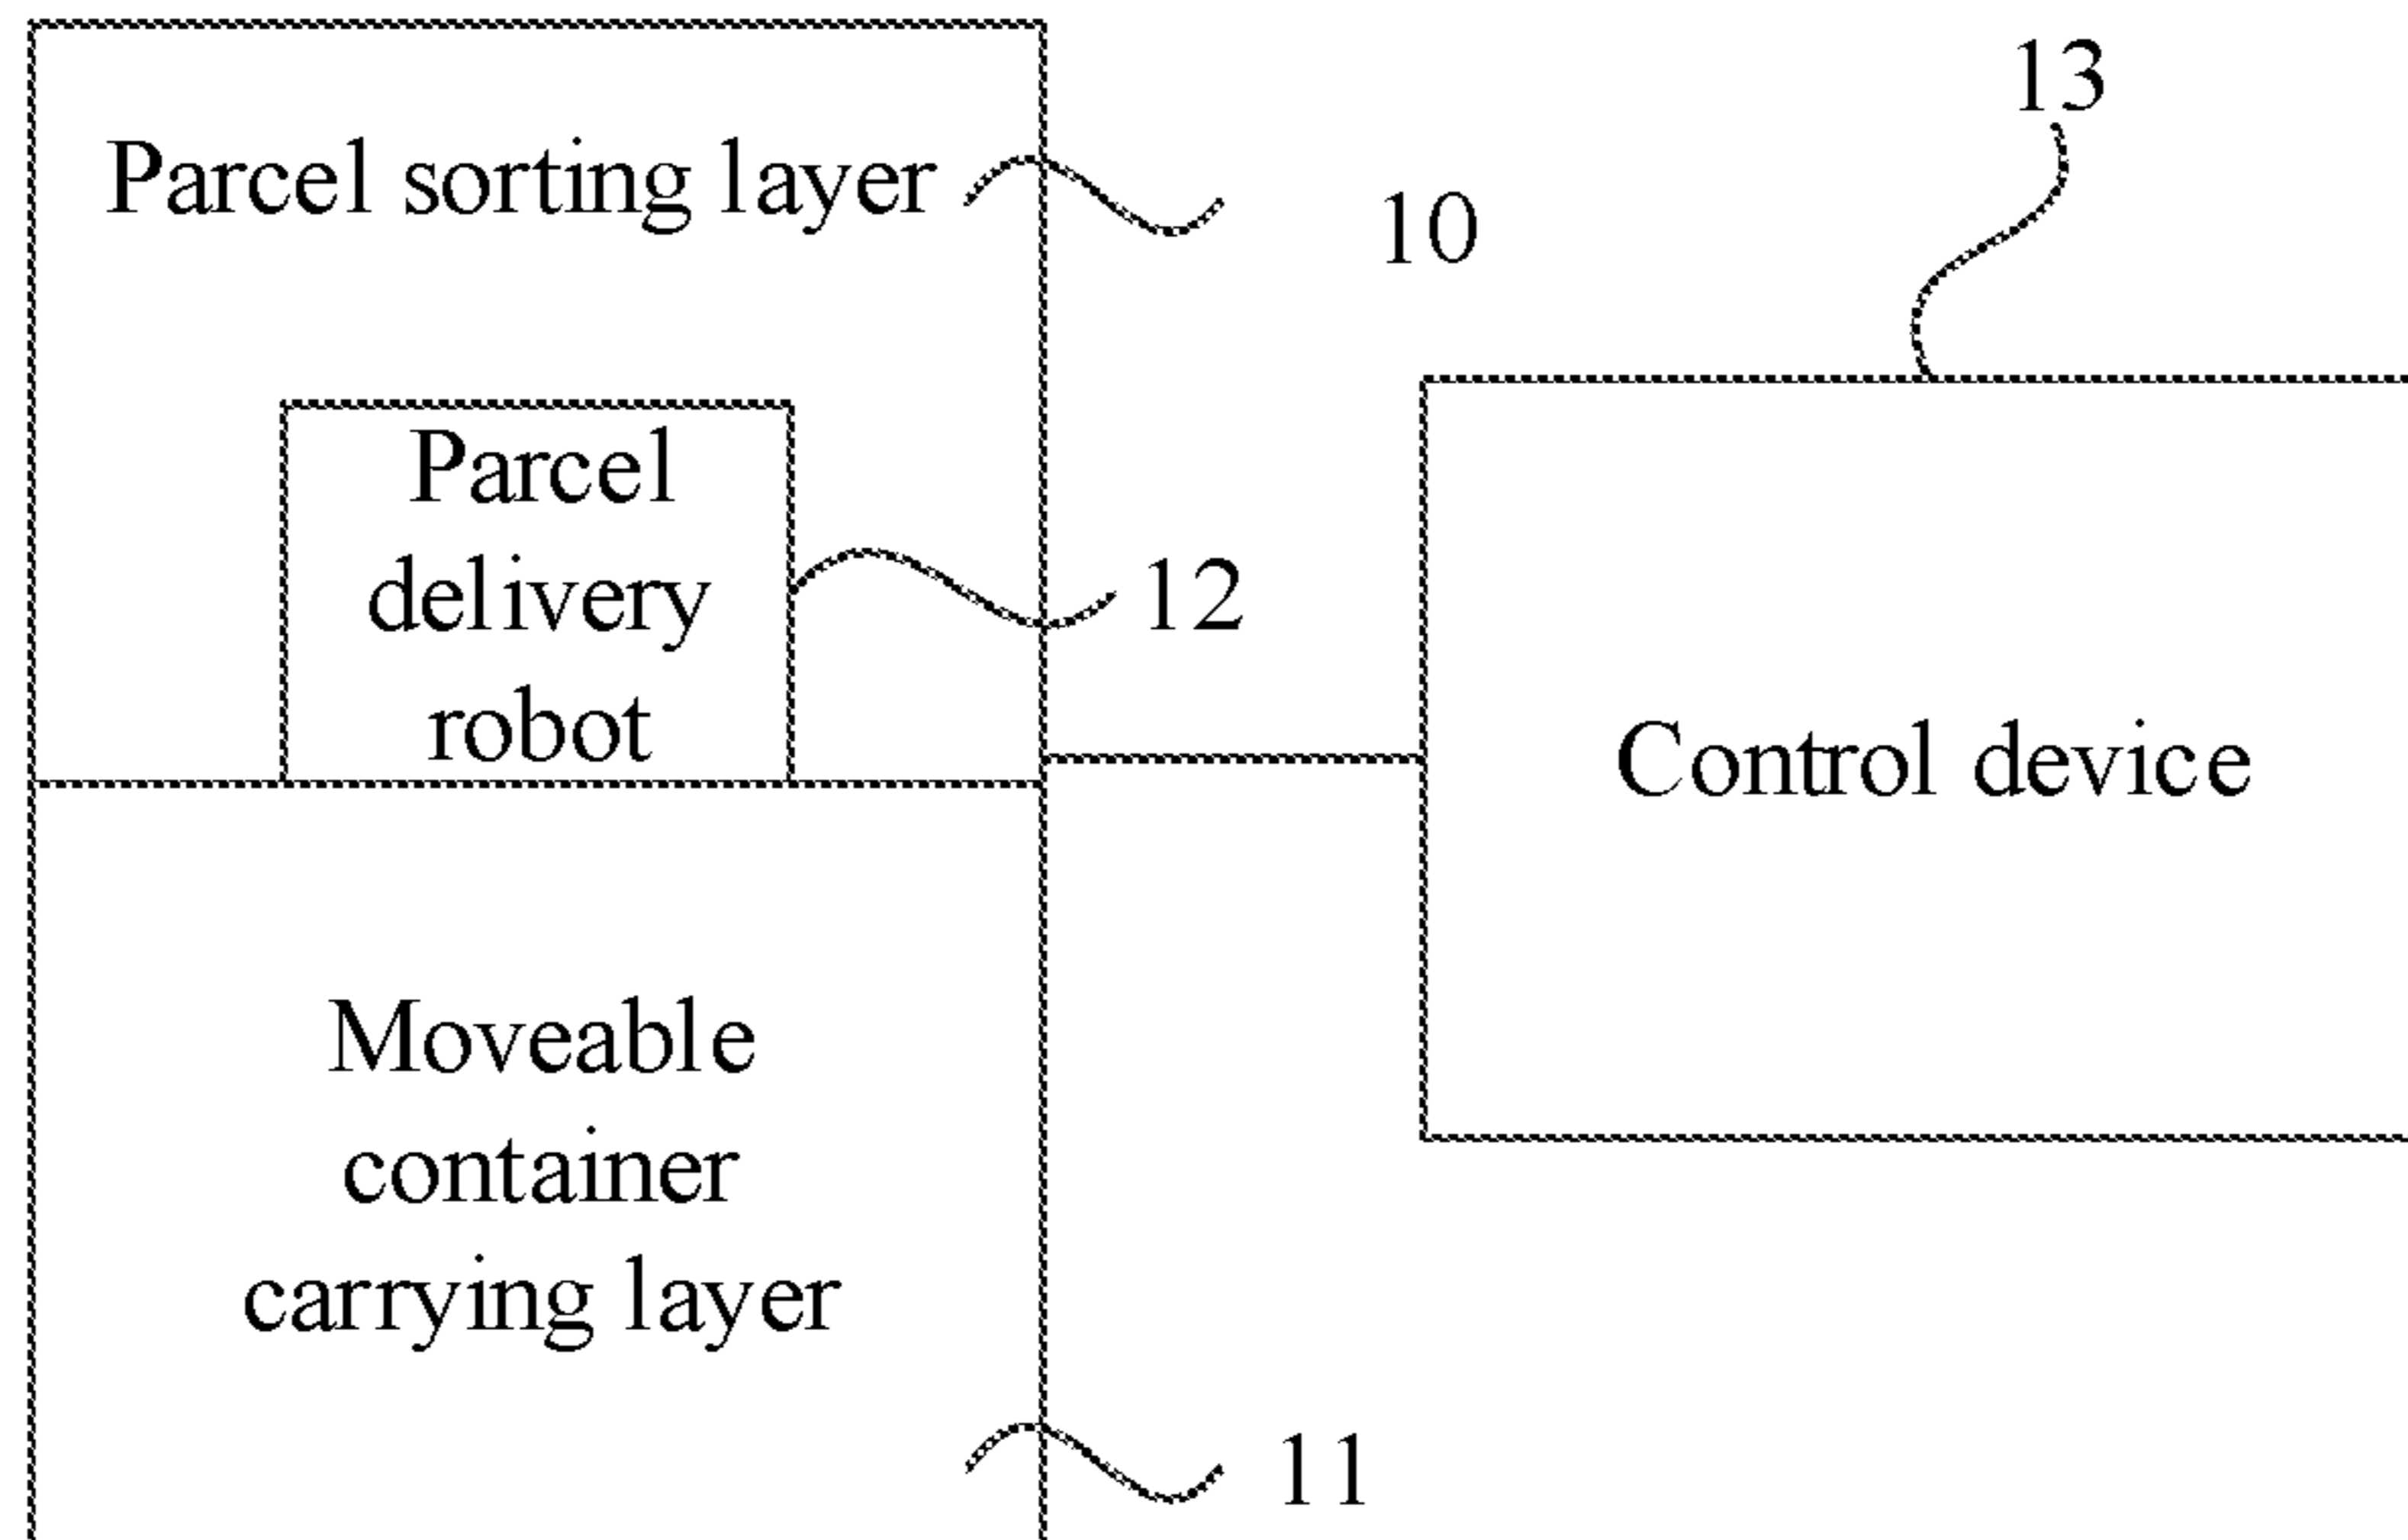 13
Parcel sorting layer
10
Parcel
delivery
robot
12
Control device
Moveable
container
carrying layer
11